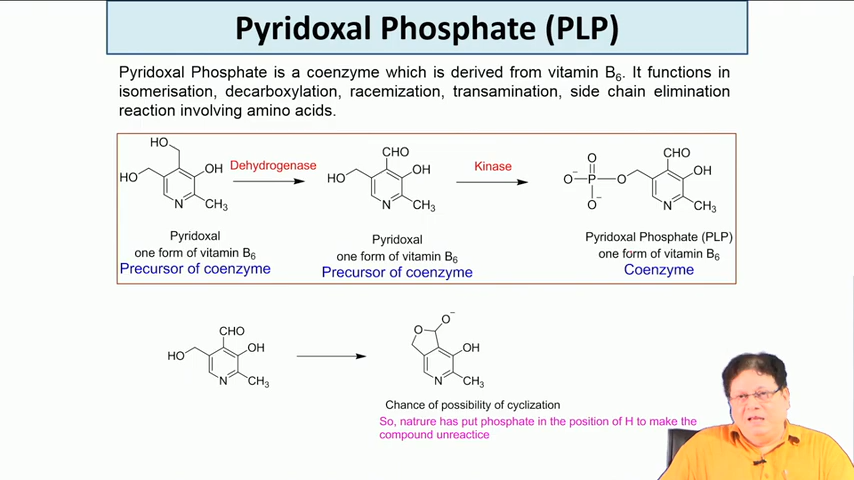 Pyridoxal Phosphate (PLP)
Pyridoxal Phosphate is a coenzyme which is derived from vitamin B6. It functions in
isomerisation, decarboxylation, racemization, transamination, side chain elimination
reaction involving amino acids.
HO
HO
OH
N
CH3
Dehydrogenase
CHO
HO
OH
N
CH3
Kinase
O
O−
P
O
O−
CHO
OH
N
CH3
Pyridoxal
one form of vitamin B6
Precursor of coenzyme
Pyridoxal
one form of vitamin B6
Precursor of coenzyme
Pyridoxal Phosphate (PLP)
one form of vitamin B6
Coenzyme
CHO
HO
OH
N
CH3
O−
O
OH
N
CH3
Chance of possibility of cyclization
So, natrure has put phosphate in the position of H to make the
compound unreactice